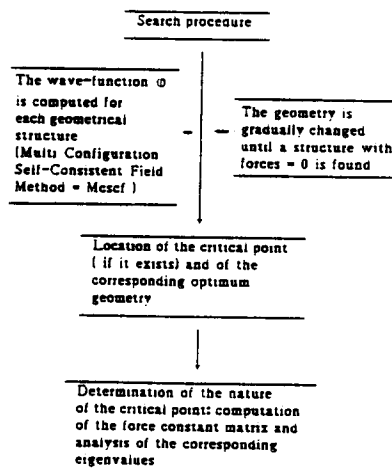 Search procedure
The wave-function Φ
is computed for
each geometrical
structure
(Multi Configuration
Self-Consistent Field
Method = Mcscf )
The geometry is
gradually changed
until a structure with
forces = 0 is found
Location of the critical point
( if it exists) and of the
corresponding optimum
geometry
Determination of the nature
of the critical point: computation
of the force constant matrix and
analysis of the corresponding
eigenvalues